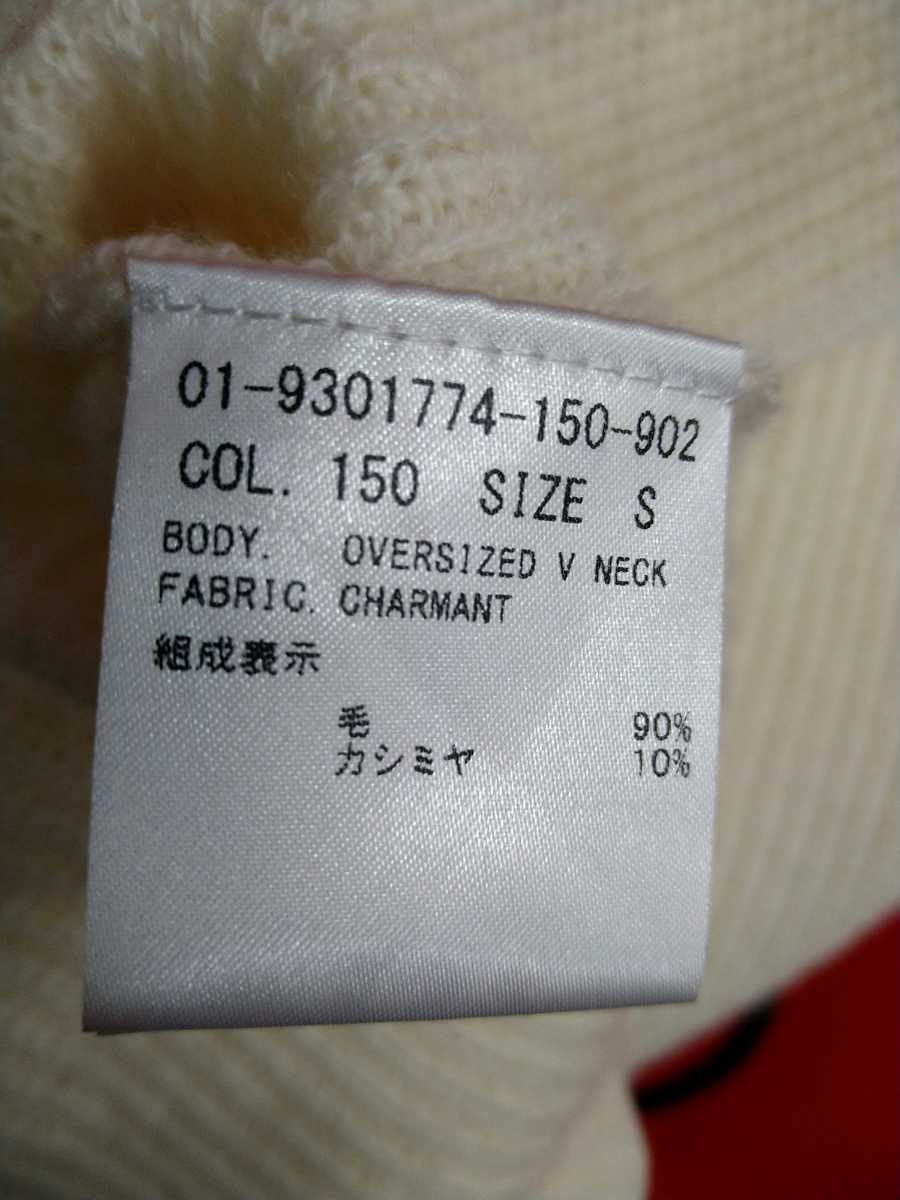 01-9301774-150-902
COL. 150 SIZE S
BODY. OVERSIZED V NECK
FABRIC. CHARMANT
組成表示
毛 90%
カシミヤ 10%